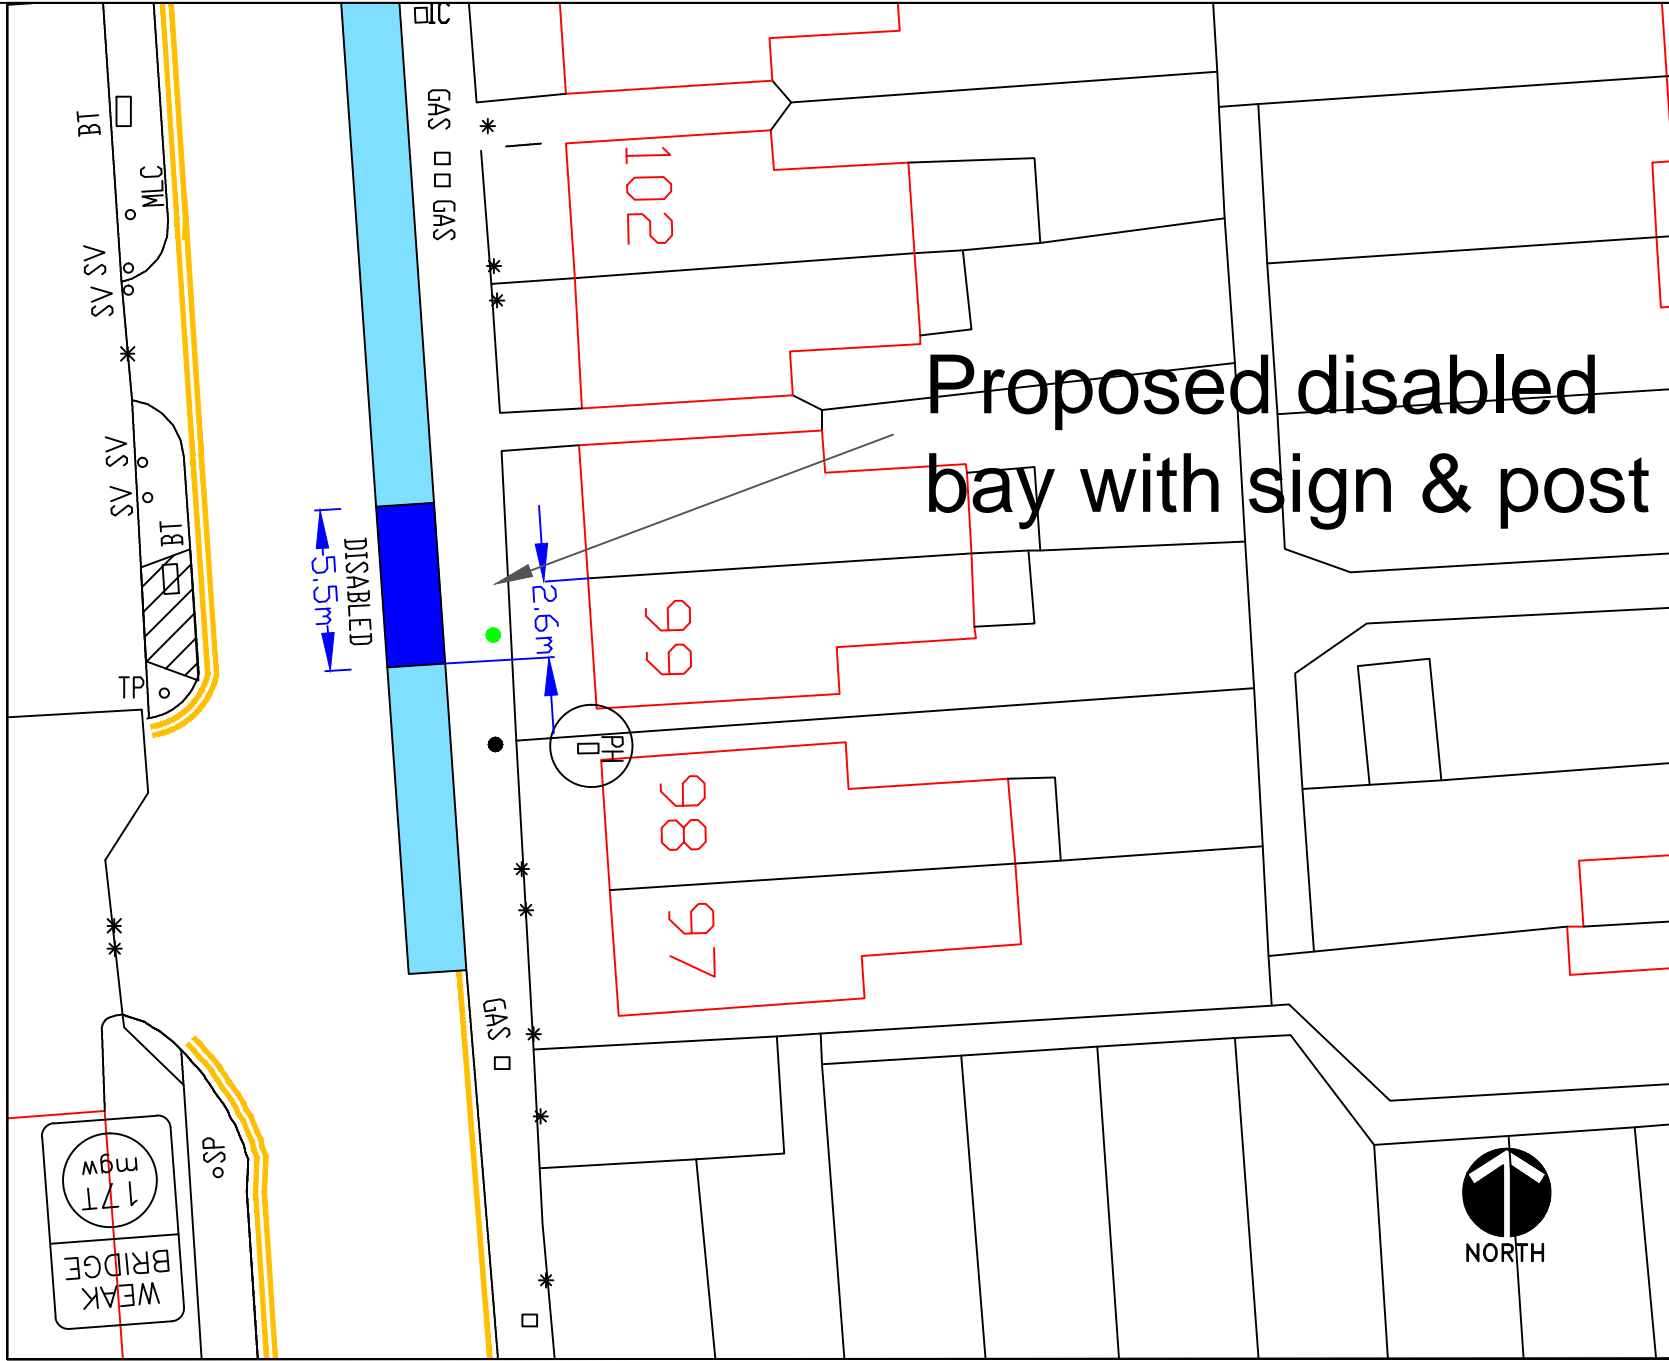 IC
BT
GAS
MLC
102
GAS
SV SV
Proposed disabled
bay with sign & post
SV SV
BT
DISABLED
5.5m
2.6m
99
TP
PH
98
97
GAS
SP
17T
mgw
WEAK
BRIDGE
NORTH